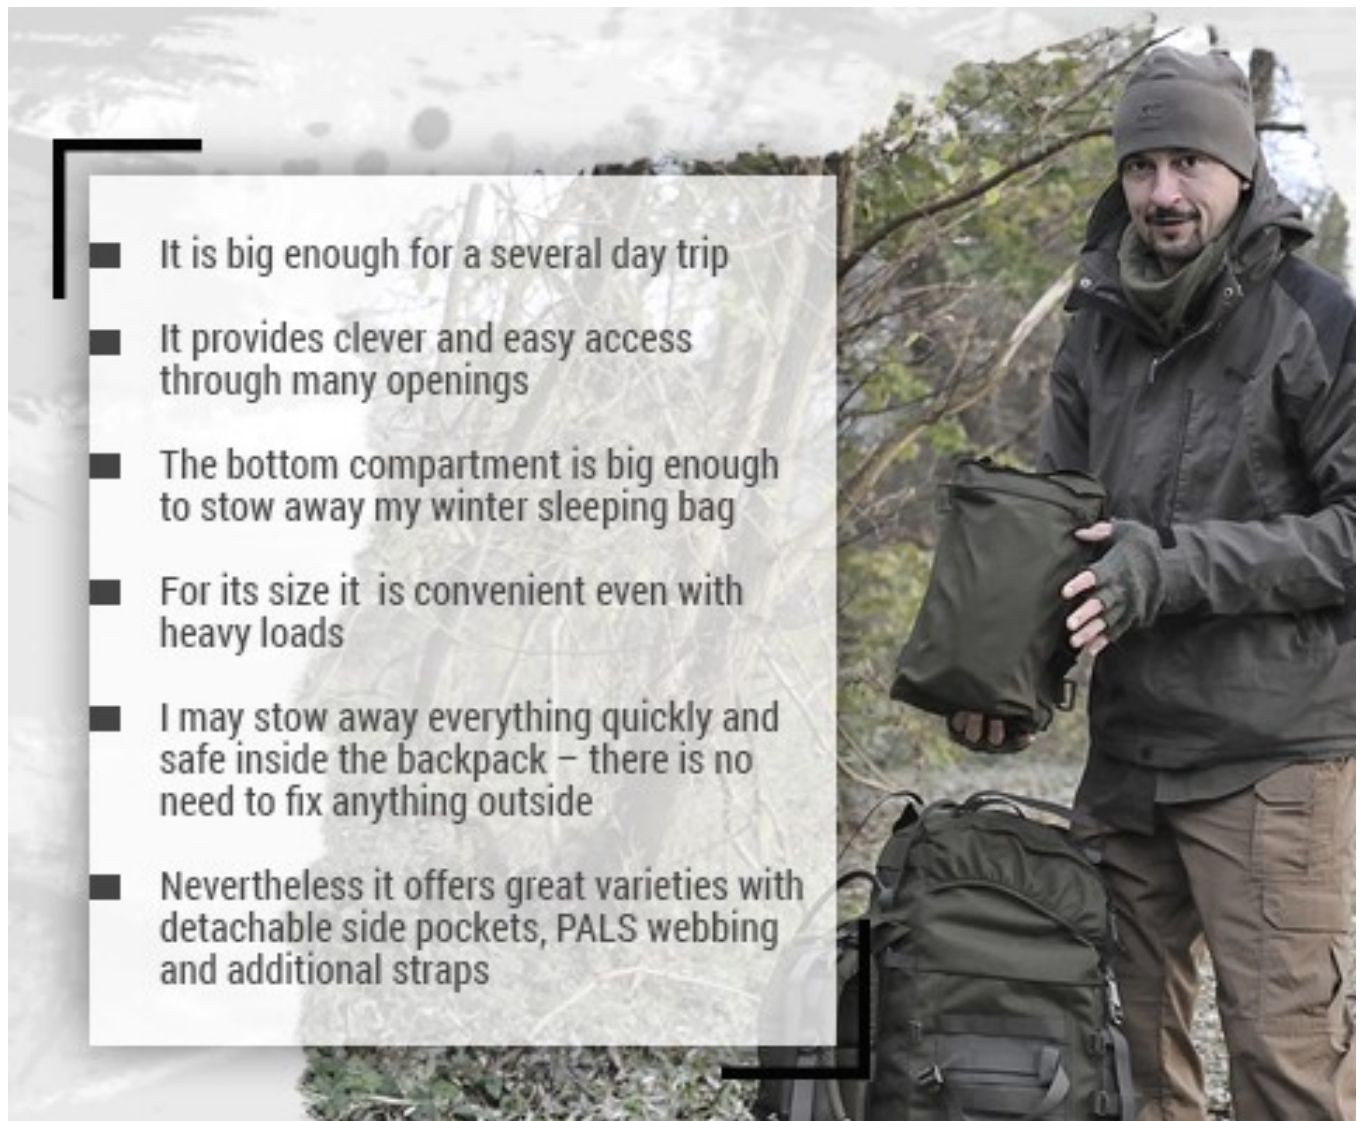 It is big enough for a several day trip
It provides clever and easy access
through many openings
The bottom compartment is big enough
to stow away my winter sleeping bag
For its size it is convenient even with
heavy loads
I may stow away everything quickly and
safe inside the backpack – there is no
need to fix anything outside
Nevertheless it offers great varieties with
detachable side pockets, PALS webbing
and additional straps